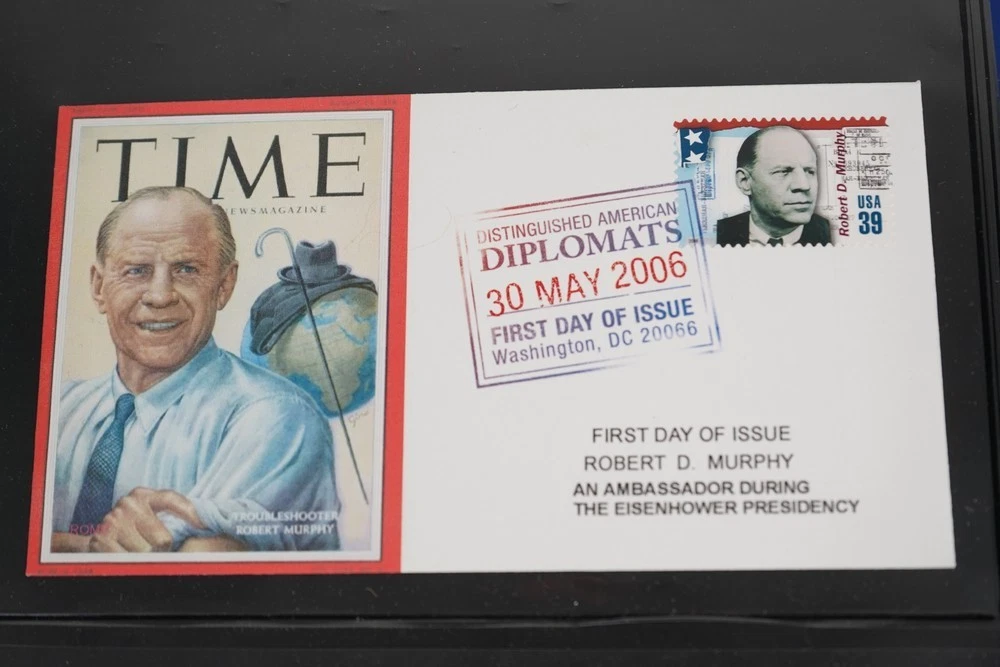 TIME
NEWSMAGAZINE
TROUBLESHOOTER
ROBERT MURPHY
DISTINGUISHED AMERICAN
DIPLOMATS
30 MAY 2006
FIRST DAY OF ISSUE
Washington, DC 20066
Robert D. Murphy
USA
39
FIRST DAY OF ISSUE
ROBERT D. MURPHY
AN AMBASSADOR DURING
THE EISENHOWER PRESIDENCY